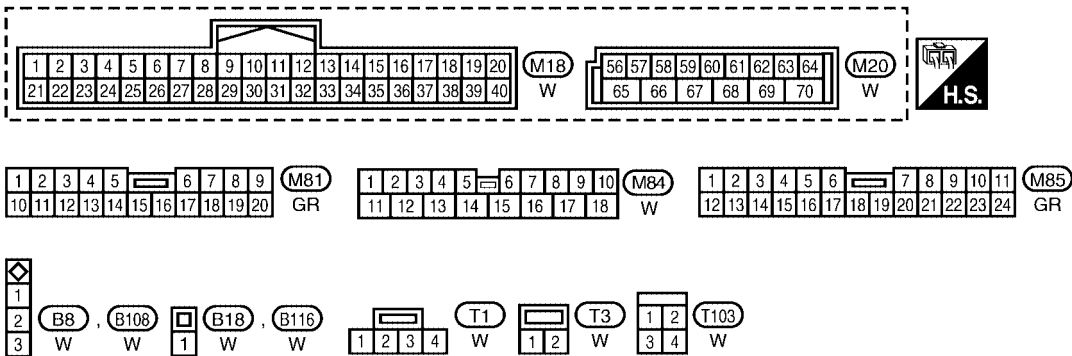 1 2 3 4 5 6 7 8 9 10 11 12 13 14 15 16 17 18 19 20 M18 56 57 58 59 60 61 62 63 64 M20
21 22 23 24 25 26 27 28 29 30 31 32 33 34 35 36 37 38 39 40 W 65 66 67 68 69 70 W H.S.
1 2 3 4 5 6 7 8 9 M81 1 2 3 4 5 6 7 8 9 10 M84 1 2 3 4 5 6 7 8 9 10 11 M85
10 11 12 13 14 15 16 17 18 19 20 GR 11 12 13 14 15 16 17 18 W 12 13 14 15 16 17 18 19 20 21 22 23 24 GR
1
2 B8 , B108 B18 , B116 T1 T3 1 2 T103
3 W W 1 W W 1 2 3 4 W 1 2 W 3 4 W